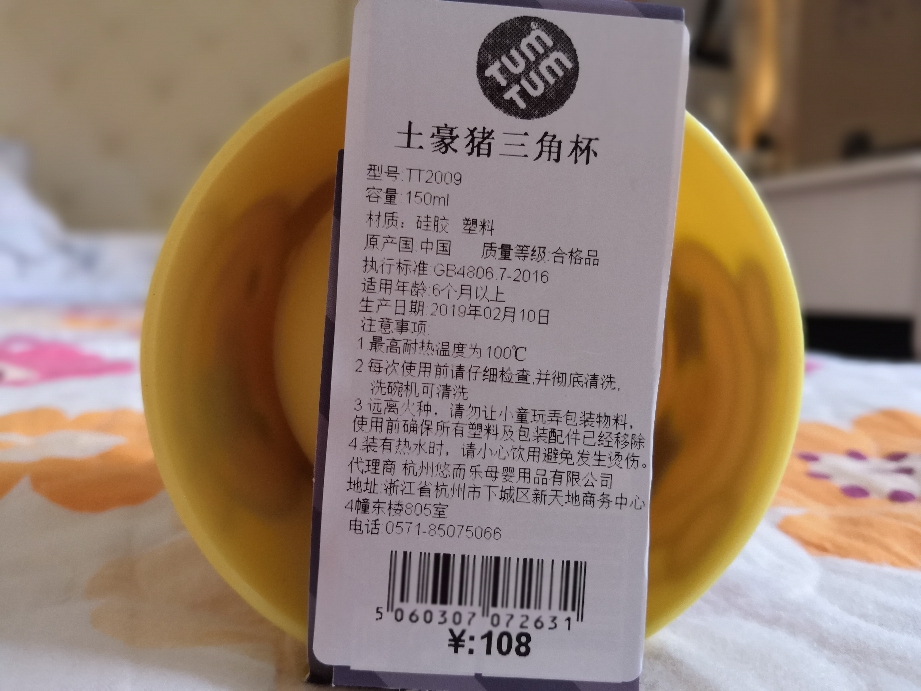 TUM
TUM
土豪猪三角杯
型号:TT2009
容量:150ml
材质：硅胶 塑料
原产国:中国 质量等级:合格品
执行标准:GB4806.7-2016
适用年龄:6个月以上
生产日期:2019年02月10日
注意事项:
1 最高耐热温度为100℃
2 每次使用前请仔细检查,并彻底清洗,
洗碗机可清洗
3 远离火种，请勿让小童玩弄包装物料，
使用前确保所有塑料及包装配件已经移除
4 装有热水时，请小心饮用避免发生烫伤。
代理商:杭州悠而乐母婴用品有限公司
地址:浙江省杭州市下城区新天地商务中心
4幢东楼805室
电话:0571-85075066
5 060307 072631
¥:108